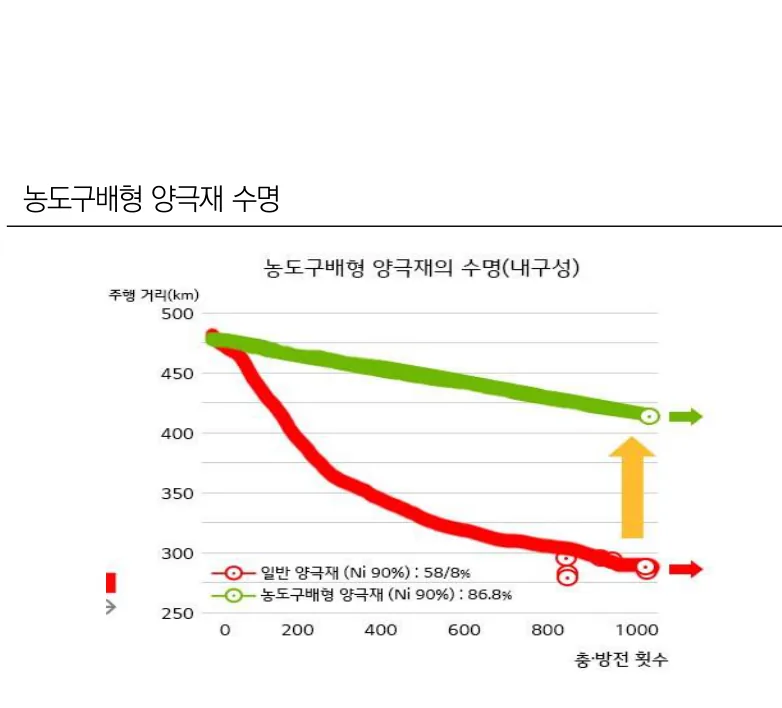 농도구배형 양극재 수명
농도구배형 양극재의 수명(내구성)
주행 거리(km)
500
450
400
350
300
250
일반 양극재 (Ni 90%) : 58/8%
농도구배형 양극재 (Ni 90%) : 86.8%
0 200 400 600 800 1000
충·방전 횟수